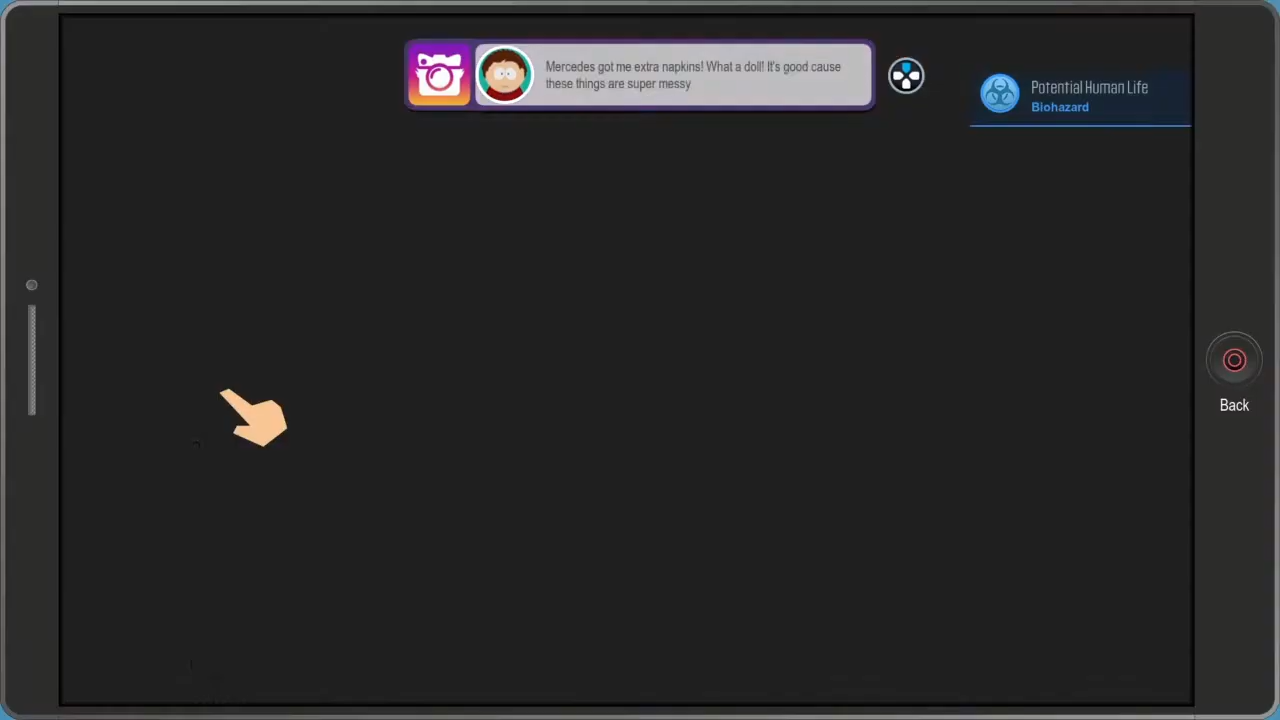 Mercedes got me extra napkins! What a doll! It's good cause
these things are super messy
Potential Human Life
Biohazard
Back